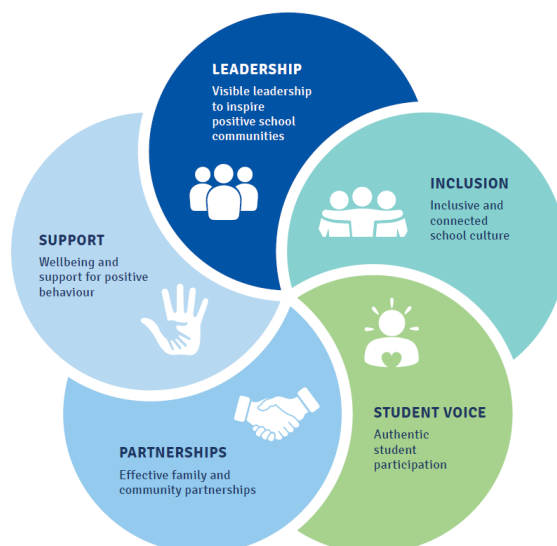 LEADERSHIP
Visible leadership
to inspire
positive school
communities
INCLUSION
Inclusive and
connected
school culture
STUDENT VOICE
Authentic
student
participation
PARTNERSHIPS
Effective family and
community partnerships
SUPPORT
Wellbeing and
support for positive
behaviour